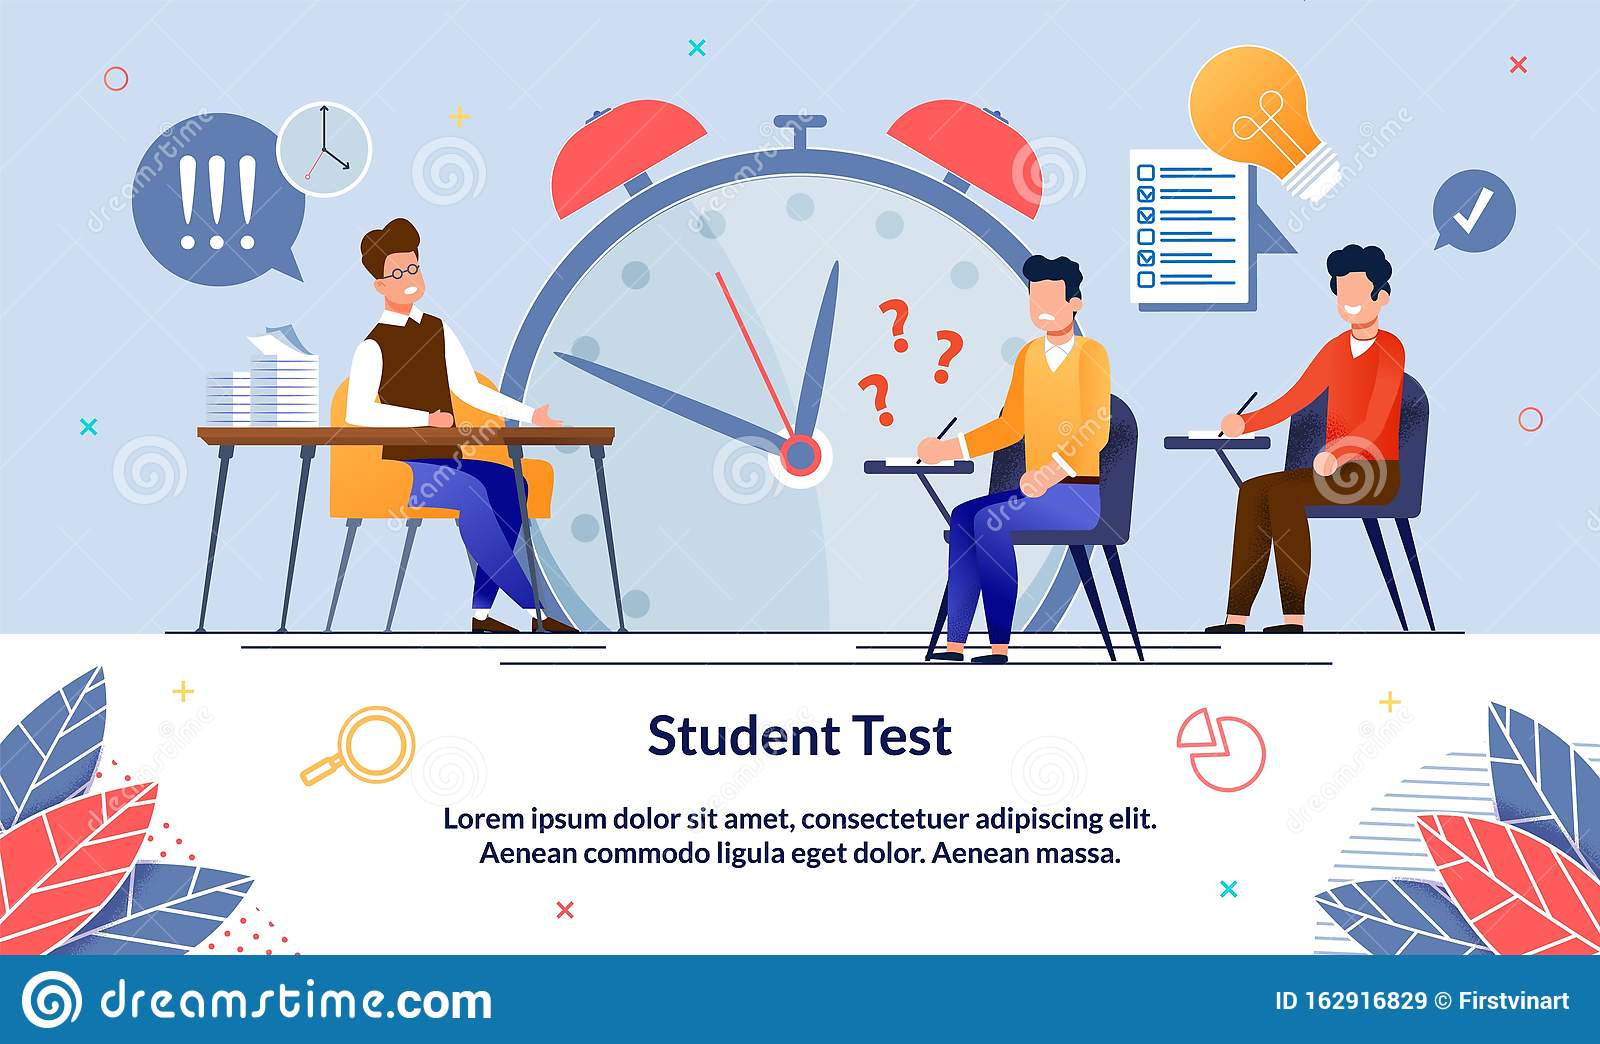 !!!
? ? ?
Student Test
Lorem ipsum dolor sit amet, consectetuer adipiscing elit.
Aenean commodo ligula eget dolor. Aenean massa.
dreamstime.com
ID 162916829 © Firstvinart